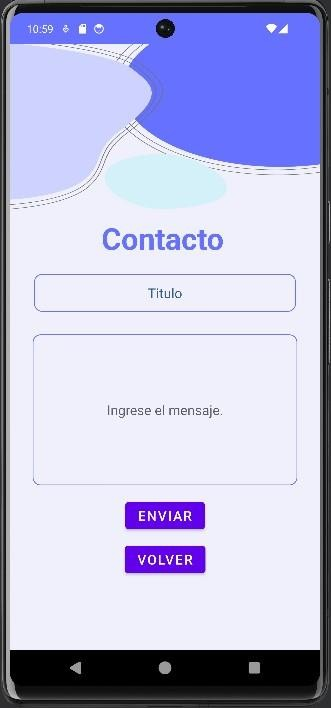 10:59
Contacto
Titulo
Ingrese el mensaje.
ENVIAR
VOLVER